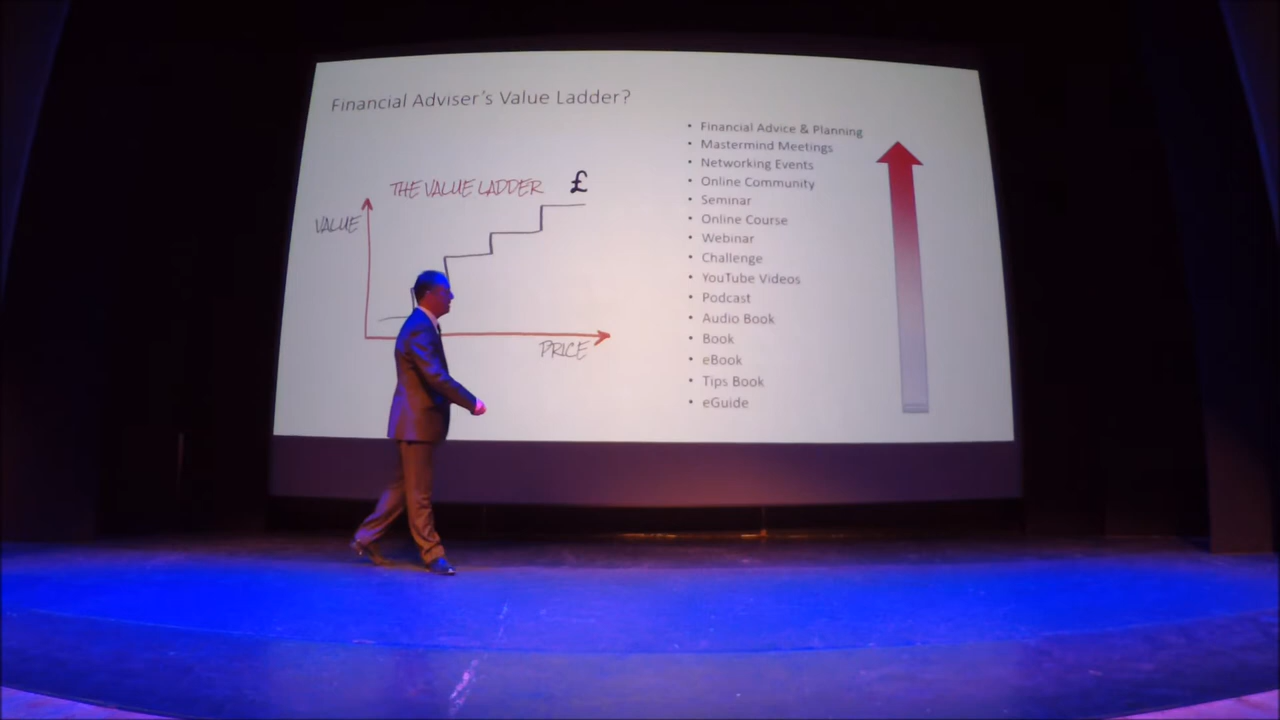 Financial Adviser's Value Ladder?
THE VALUE LADDER £
VALUE
PRICE
• Financial Advice & Planning
• Mastermind Meetings
• Networking Events
• Online Community
• Seminar
• Online Course
• Webinar
• Challenge
• YouTube Videos
• Podcast
• Audio Book
• Book
• eBook
• Tips Book
• eGuide